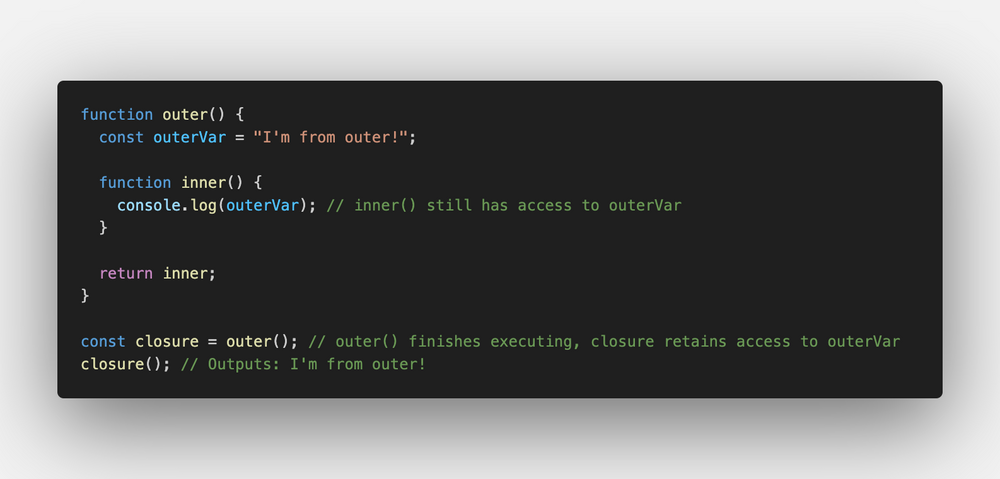 function outer() {
  const outerVar = "I'm from outer!";

  function inner() {
    console.log(outerVar); // inner() still has access to outerVar
  }

  return inner;
}

const closure = outer(); // outer() finishes executing, closure retains access to outerVar
closure(); // Outputs: I'm from outer!